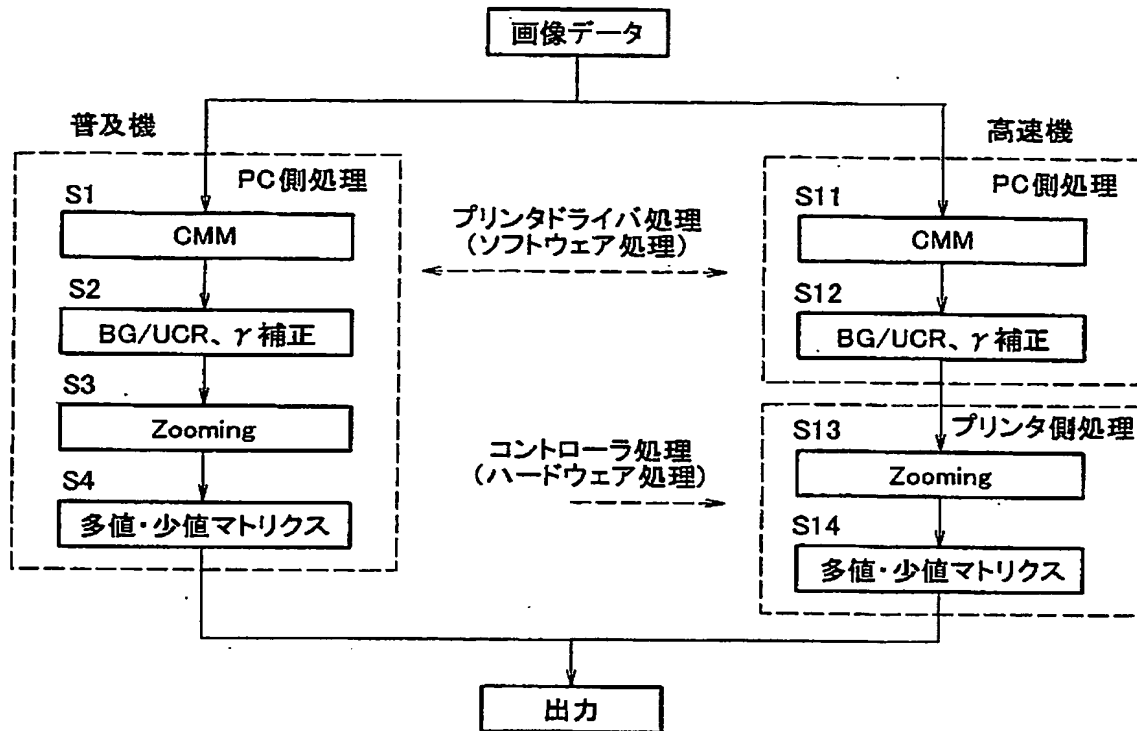 画像データ
普及機
PC側処理
S1
CMM
S2
BG/UCR、γ補正
S3
Zooming
S4
多値・少値マトリクス
プリンタドライバ処理
(ソフトウェア処理)
コントローラ処理
(ハードウェア処理)
高速機
PC側処理
S11
CMM
S12
BG/UCR、γ補正
プリンタ側処理
S13
Zooming
S14
多値・少値マトリクス
出力